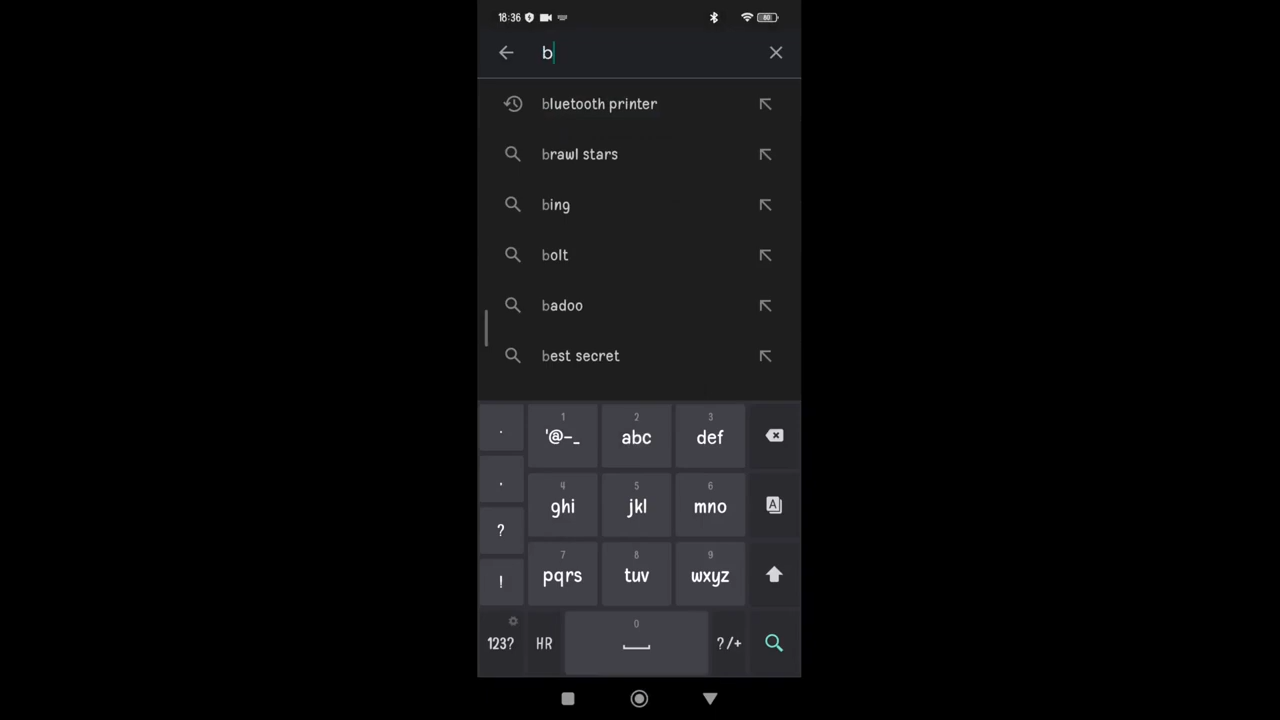 18:36 80
b
bluetooth printer
brawl stars
bing
bolt
badoo
best secret
. 1 2 3
'@-_ abc def
. 4 5 6
ghi jkl mno
? 7 8 9
! pqrs tuv wxyz
0
123? HR ?/+